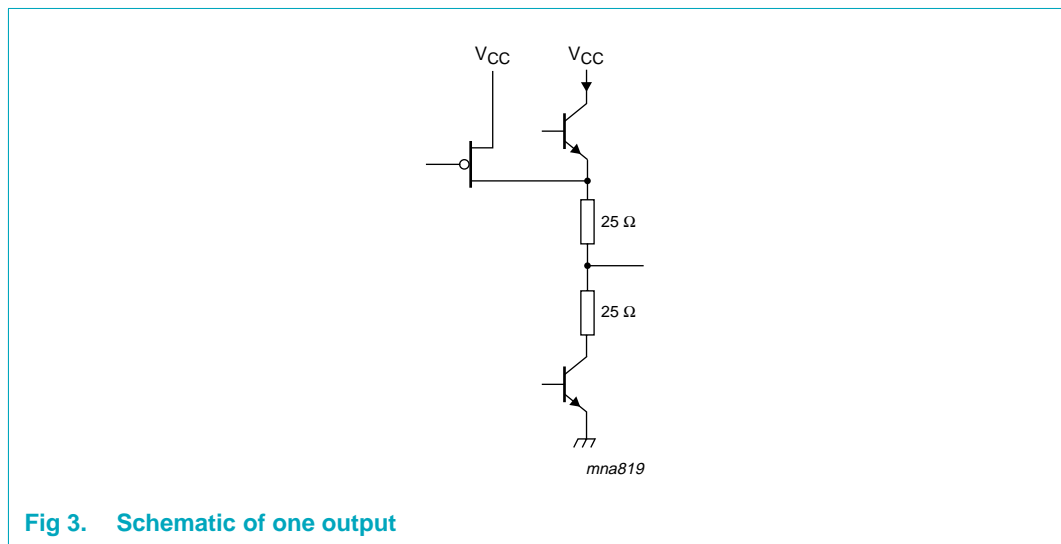 VCC VCC
25 Ω
25 Ω
mna819
Fig 3. Schematic of one output